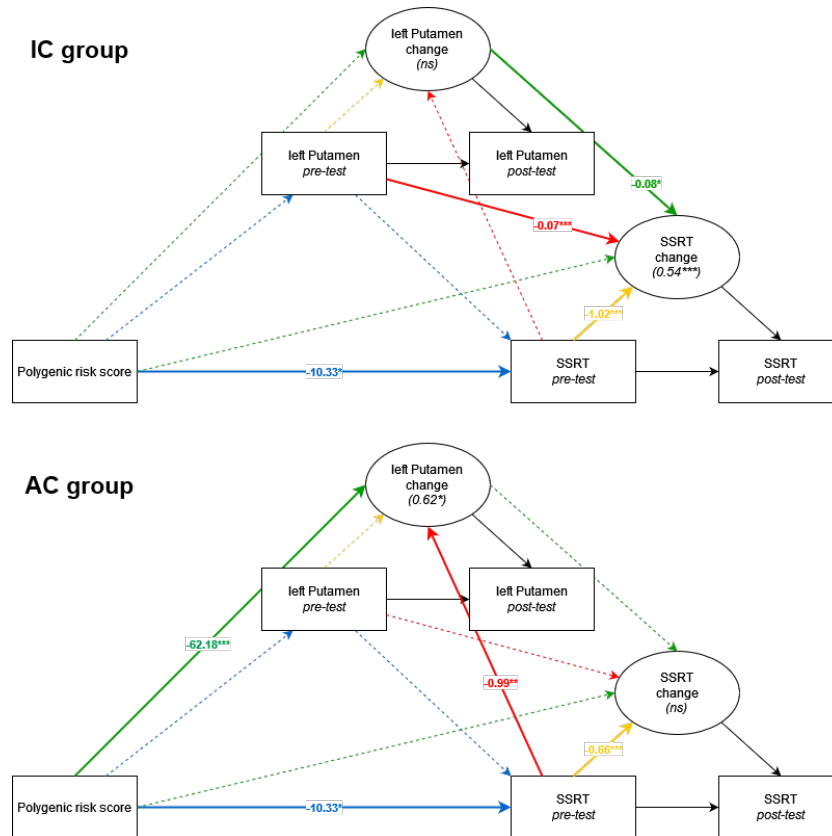 IC group
left Putamen
change
(ns)
left Putamen
pre-test
left Putamen
post-test
-0.08*
-0.07***
SSRT
change
(0.54***)
-1.02***
Polygenic risk score
-10.33*
SSRT
pre-test
SSRT
post-test
AC group
left Putamen
change
(0.62*)
left Putamen
pre-test
left Putamen
post-test
-62.18***
-0.99**
SSRT
change
(ns)
-0.66***
Polygenic risk score
-10.33*
SSRT
pre-test
SSRT
post-test